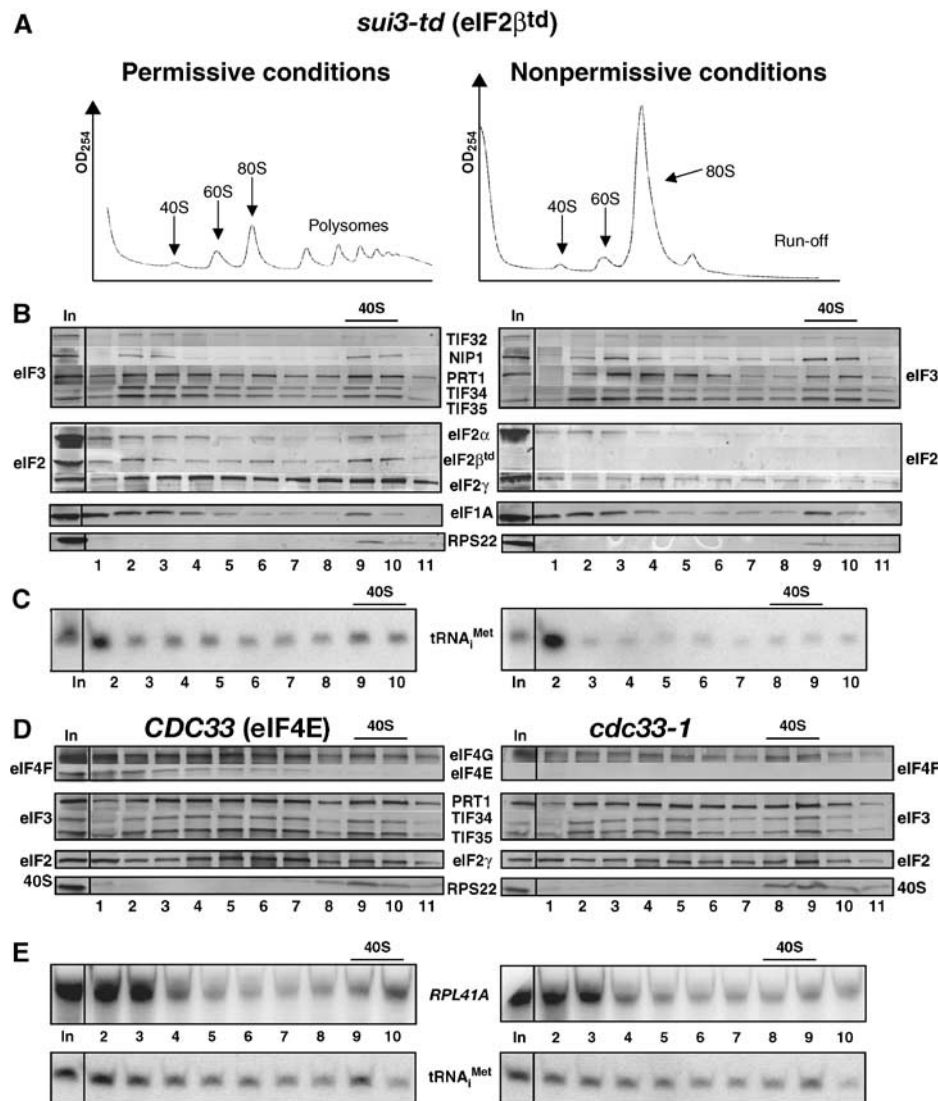 A
sui3-td (eIF2βtd)
Permissive conditions
Nonpermissive conditions
OD254
40S
60S
80S
Polysomes
OD254
40S
60S
80S
Run-off
B
In
40S
In
40S
eIF3
TIF32
NIP1
PRT1
TIF34
TIF35
eIF3
eIF2
eIF2α
eIF2βtd
eIF2γ
eIF2
eIF1A
RPS22
1 2 3 4 5 6 7 8 9 10 11
1 2 3 4 5 6 7 8 9 10 11
C
40S
40S
tRNAiMet
In 2 3 4 5 6 7 8 9 10
In 2 3 4 5 6 7 8 9 10
D
CDC33 (eIF4E)
cdc33-1
In
40S
In
40S
eIF4F
eIF4G
eIF4E
eIF4F
eIF3
PRT1
TIF34
TIF35
eIF3
eIF2
eIF2γ
eIF2
40S
RPS22
40S
1 2 3 4 5 6 7 8 9 10 11
1 2 3 4 5 6 7 8 9 10 11
E
40S
40S
RPL41A
In 2 3 4 5 6 7 8 9 10
In 2 3 4 5 6 7 8 9 10
tRNAiMet